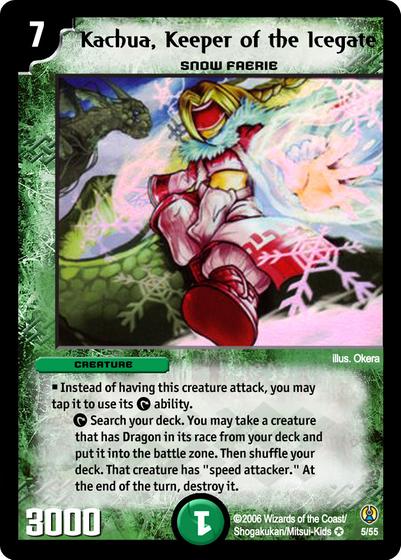 7
Kachua, Keeper of the Icegate
SNOW FAERIE
illus. Okera
CREATURE
▪ Instead of having this creature attack, you may
tap it to use its ability.
Search your deck. You may take a creature
that has Dragon in its race from your deck and
put it into the battle zone. Then shuffle your
deck. That creature has "speed attacker." At
the end of the turn, destroy it.
3000
1
©2006 Wizards of the Coast/
Shogakukan/Mitsui-Kids ✪ 5/55